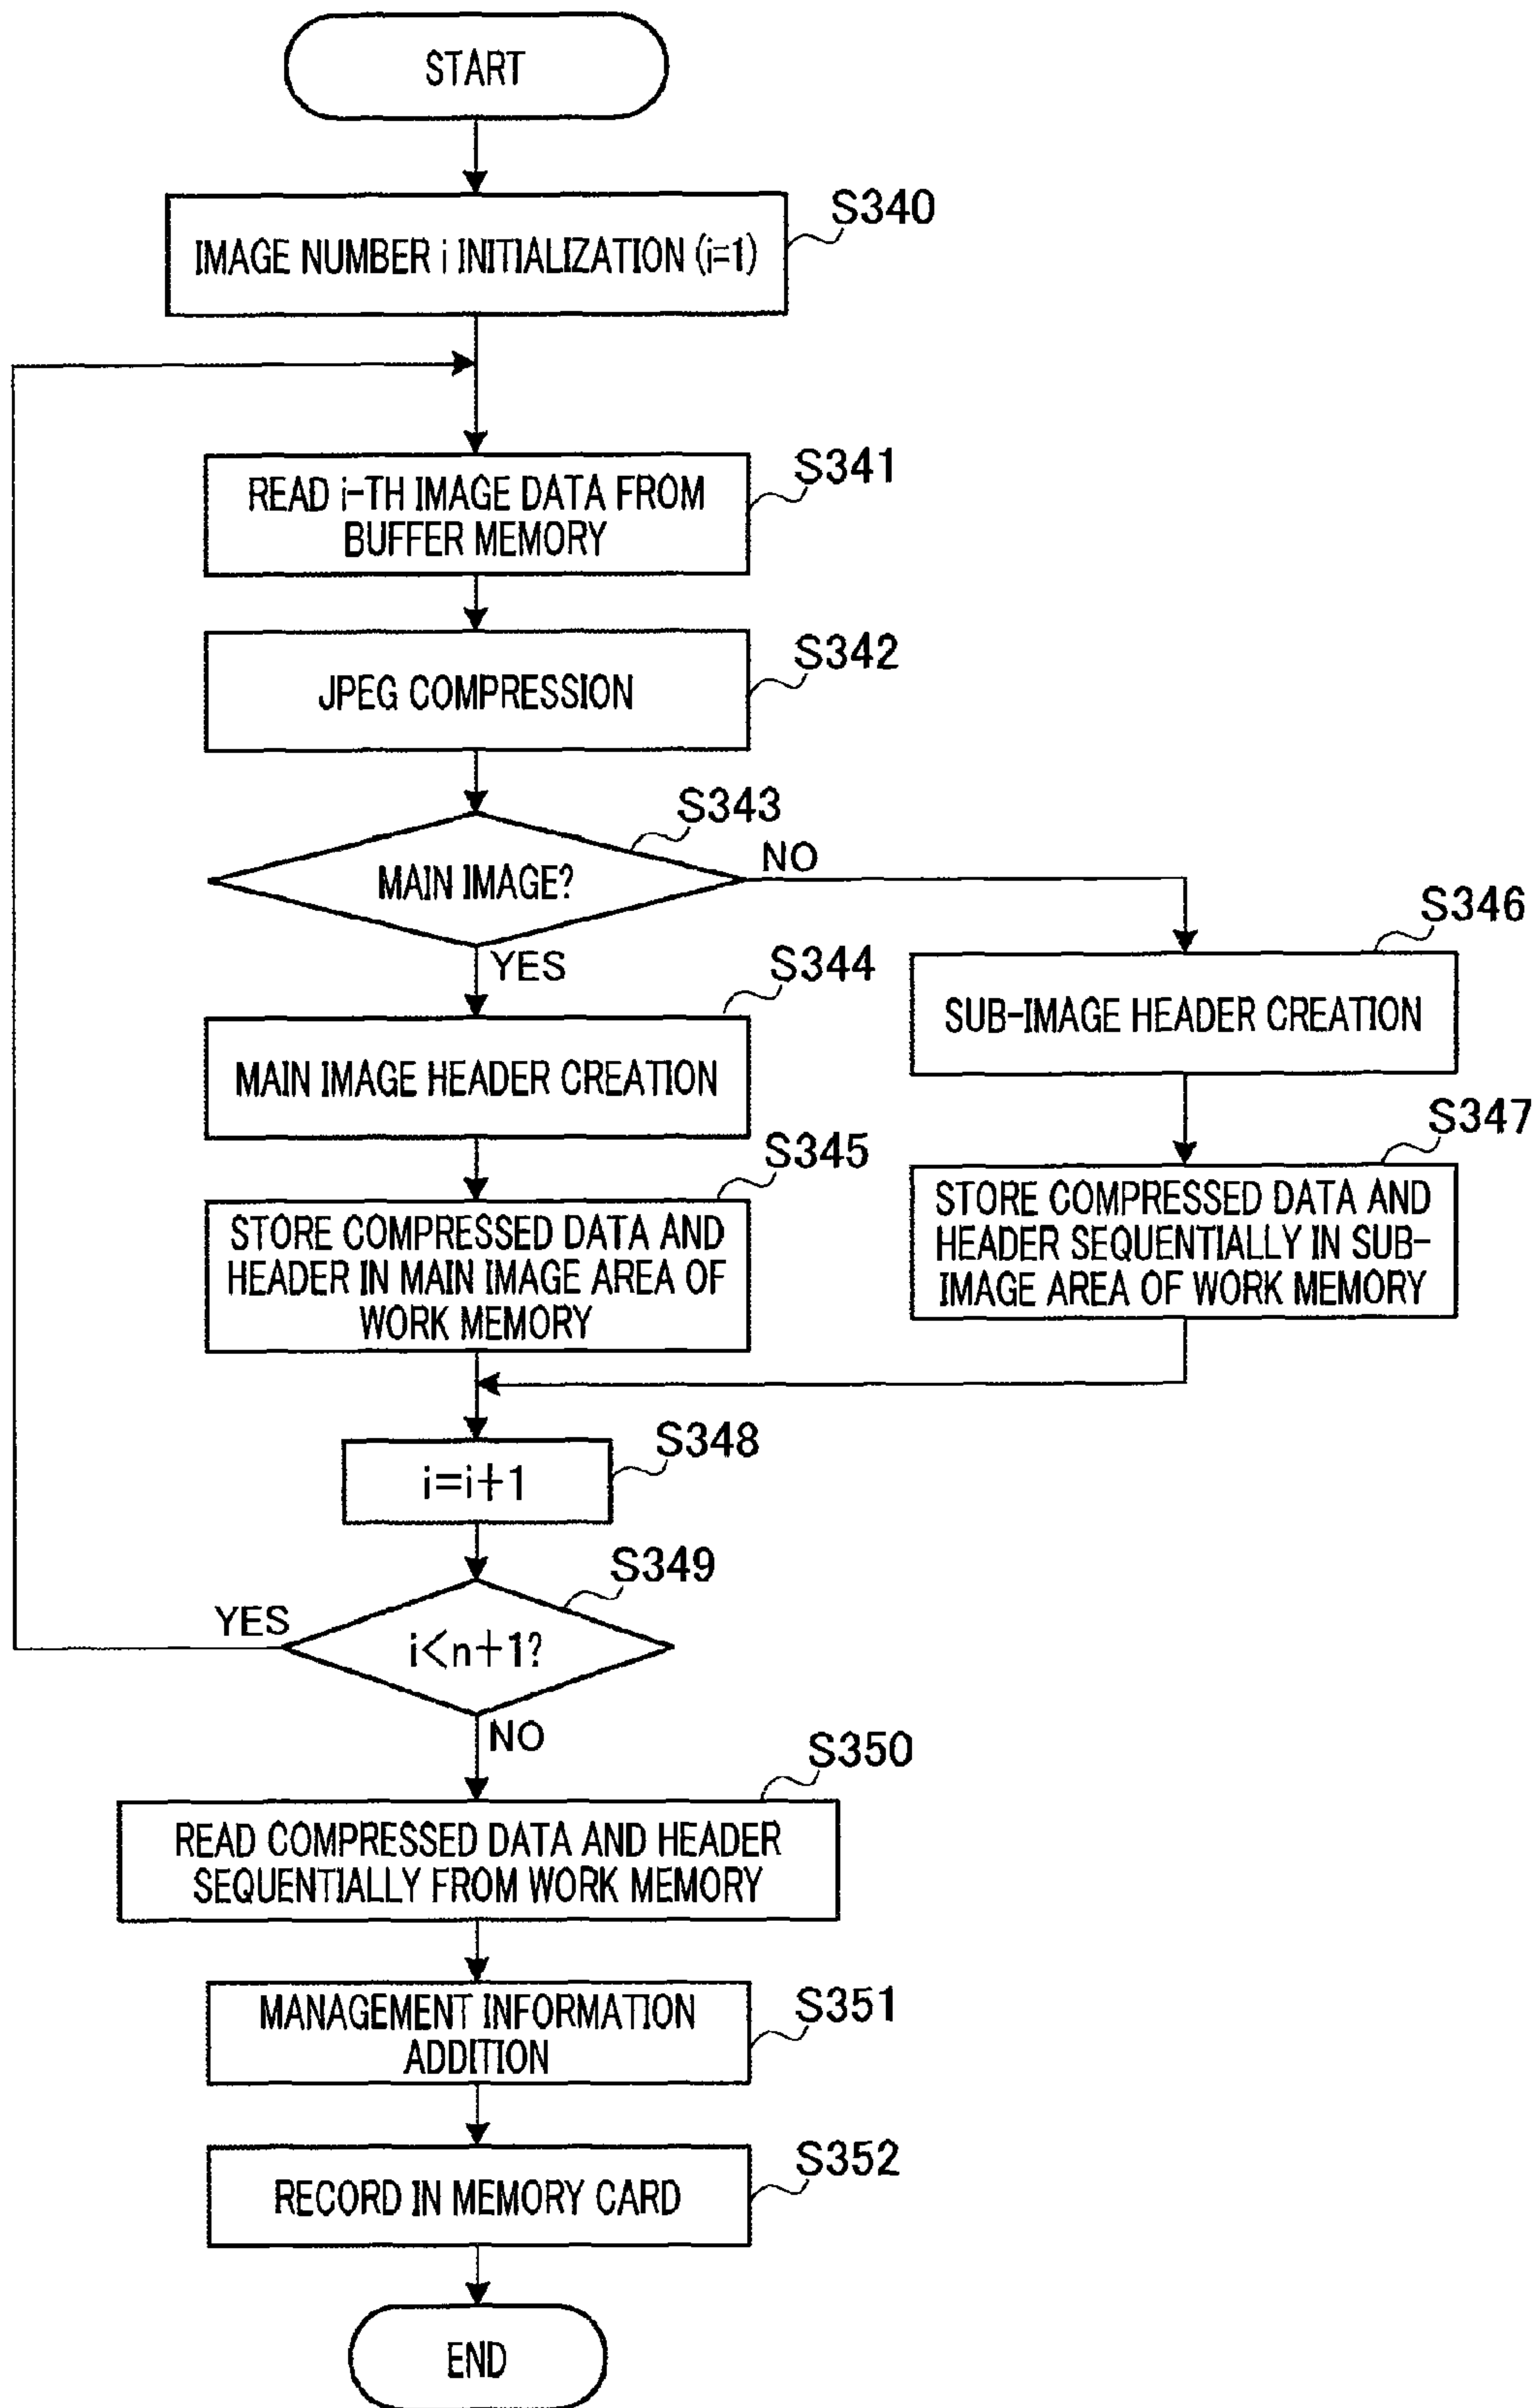 START
S340
IMAGE NUMBER i INITIALIZATION (i=1)
S341
READ i-TH IMAGE DATA FROM
BUFFER MEMORY
S342
JPEG COMPRESSION
S343
MAIN IMAGE?
NO
YES
S344
MAIN IMAGE HEADER CREATION
S346
SUB-IMAGE HEADER CREATION
S345
STORE COMPRESSED DATA AND
HEADER IN MAIN IMAGE AREA OF
WORK MEMORY
S347
STORE COMPRESSED DATA AND
HEADER SEQUENTIALLY IN SUB-
IMAGE AREA OF WORK MEMORY
S348
i=i+1
S349
YES
i<n+1?
NO
S350
READ COMPRESSED DATA AND HEADER
SEQUENTIALLY FROM WORK MEMORY
S351
MANAGEMENT INFORMATION
ADDITION
S352
RECORD IN MEMORY CARD
END